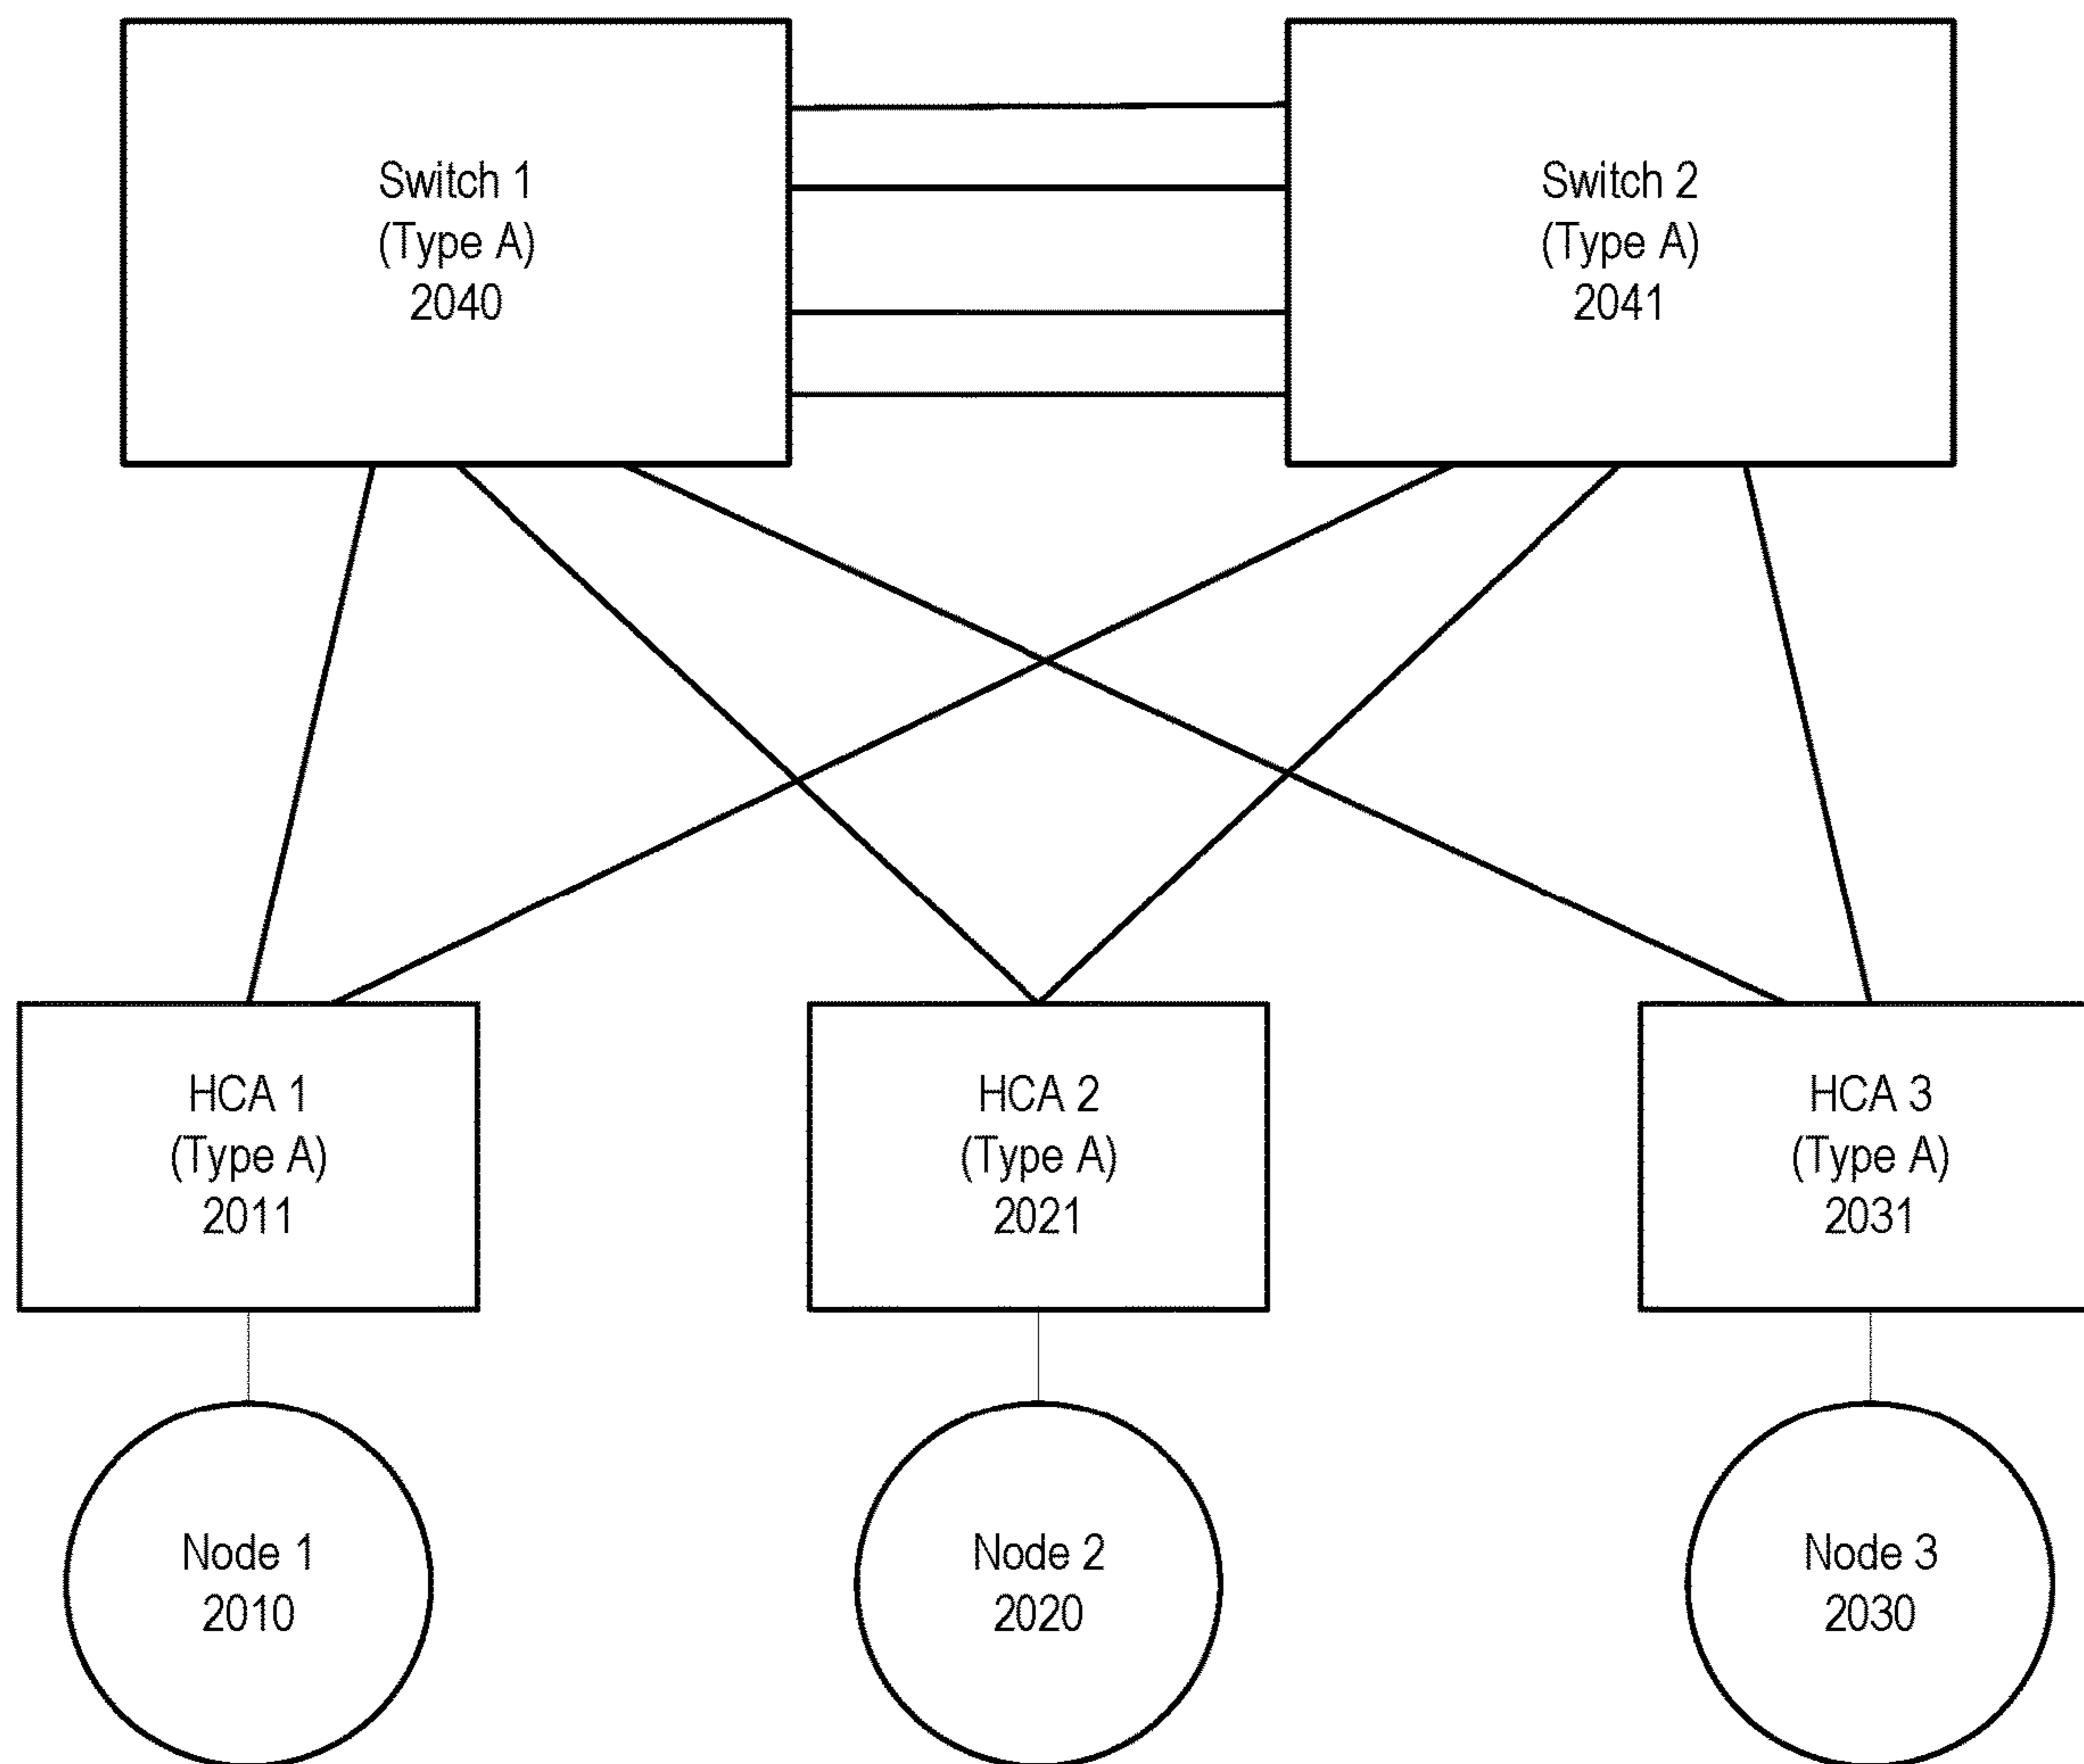 Switch 1
(Type A)
2040
Switch 2
(Type A)
2041
HCA 1
(Type A)
2011
HCA 2
(Type A)
2021
HCA 3
(Type A)
2031
Node 1
2010
Node 2
2020
Node 3
2030